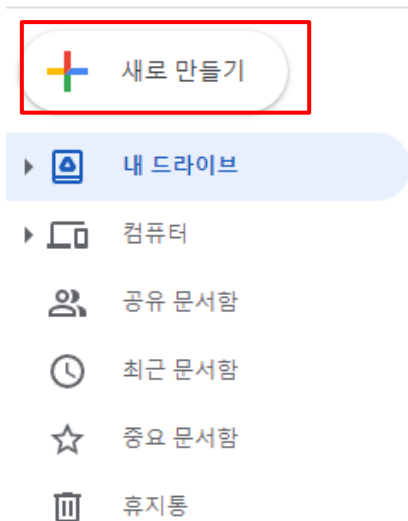 새로 만들기
내 드라이브
컴퓨터
공유 문서함
최근 문서함
중요 문서함
휴지통